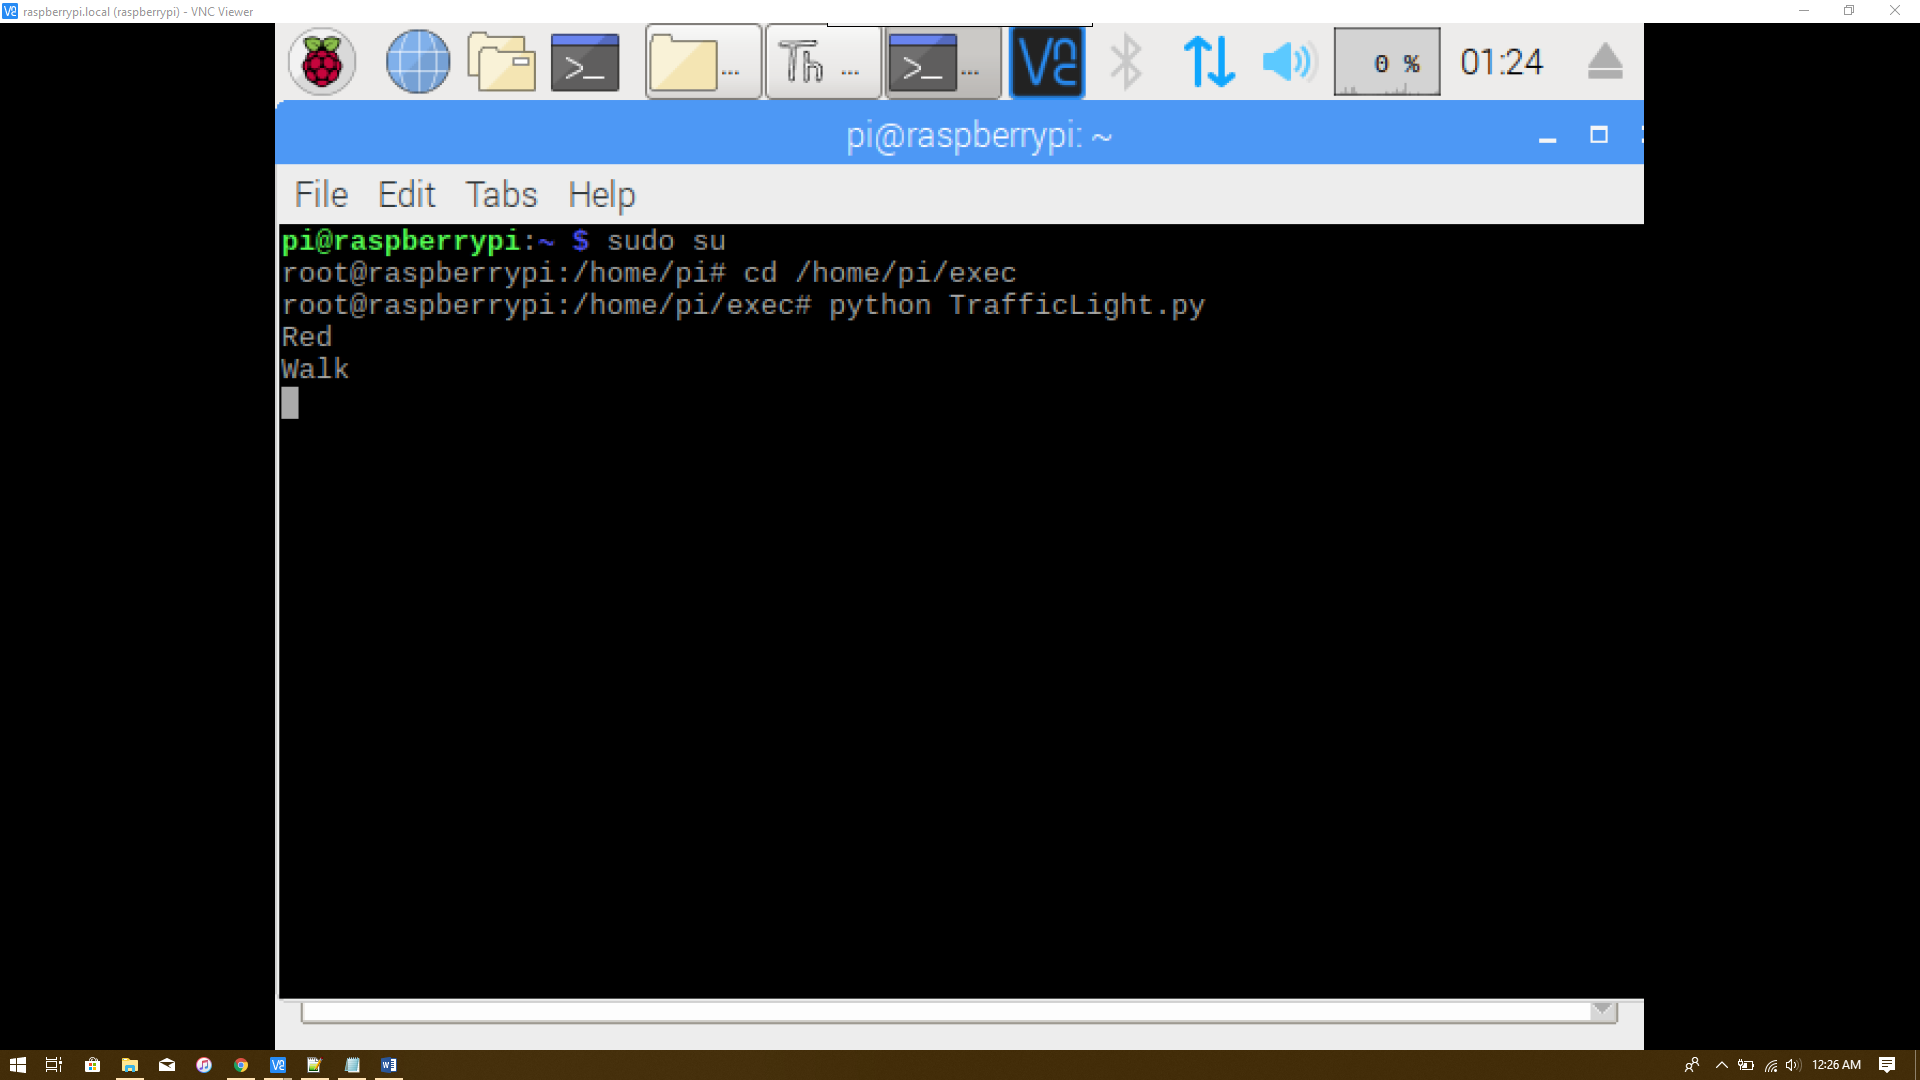 raspberrypi.local (raspberrypi) - VNC Viewer
>_ ... Th ... >_ ... 0 % 01:24
pi@raspberrypi: ~
File Edit Tabs Help
pi@raspberrypi:~ $ sudo su
root@raspberrypi:/home/pi# cd /home/pi/exec
root@raspberrypi:/home/pi/exec# python TrafficLight.py
Red
Walk
12:26 AM